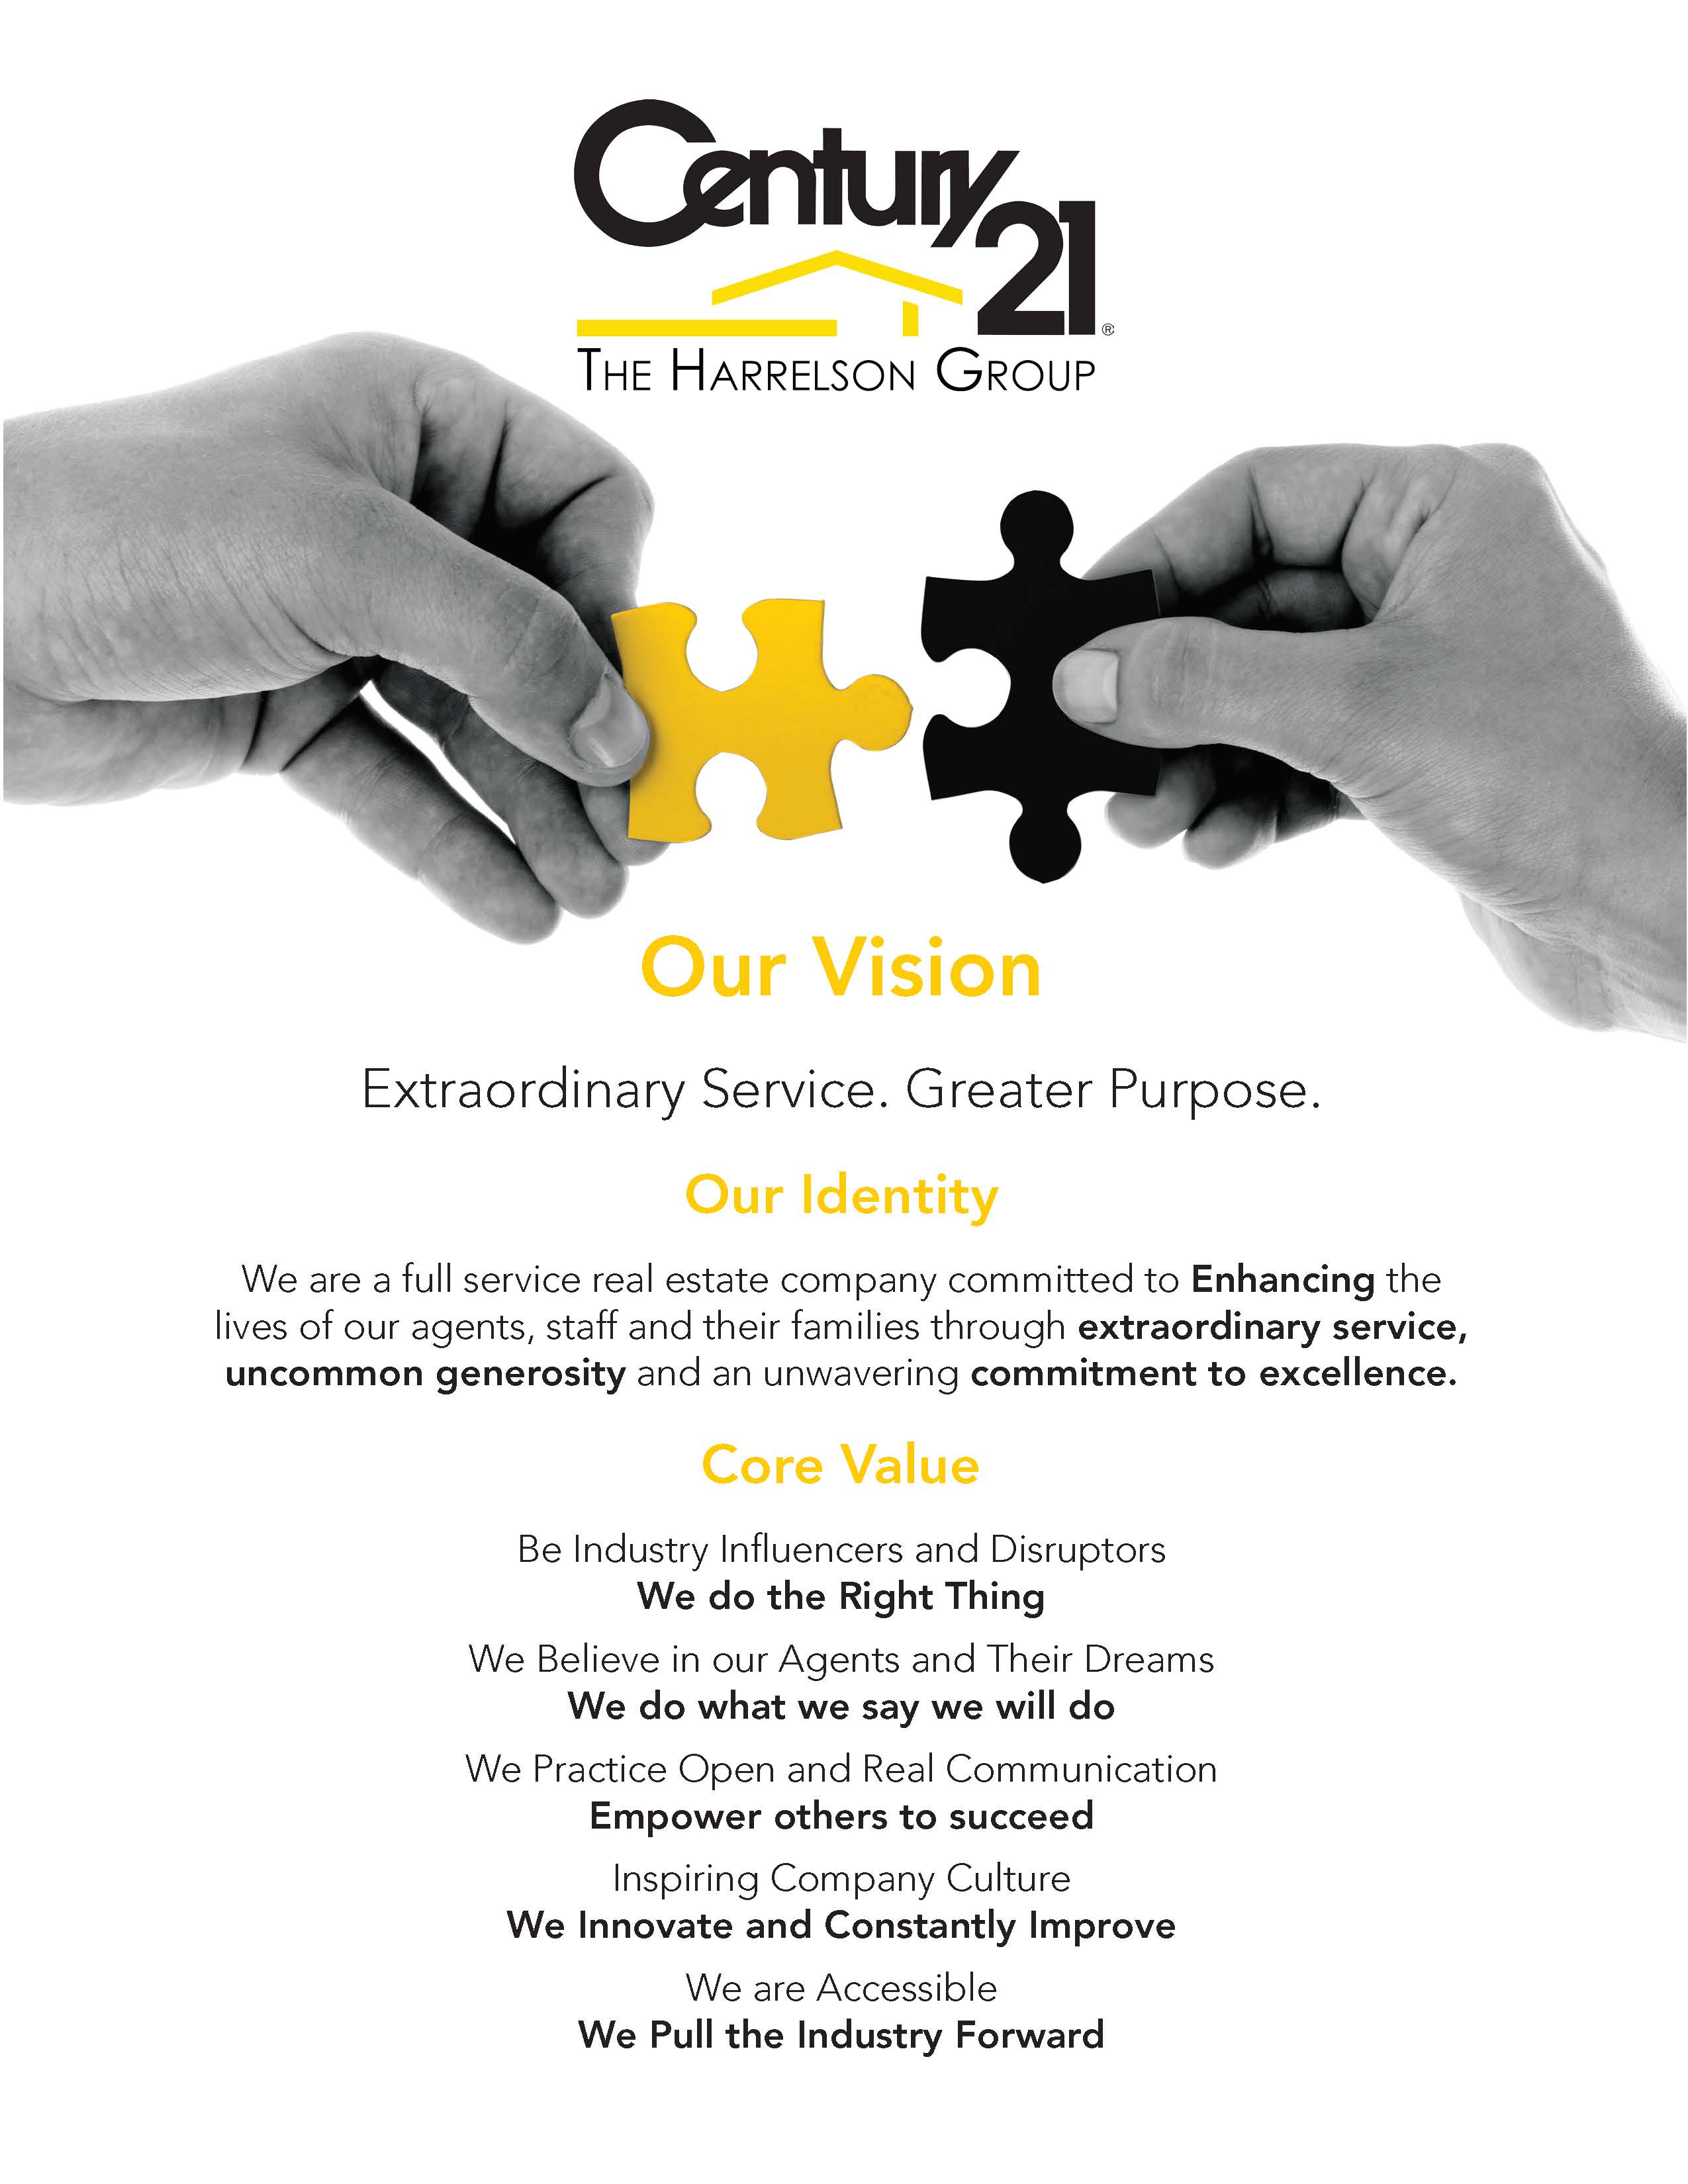 Century 21®
THE HARRELSON GROUP
Our Vision
Extraordinary Service. Greater Purpose.
Our Identity
We are a full service real estate company committed to Enhancing the
lives of our agents, staff and their families through extraordinary service,
uncommon generosity and an unwavering commitment to excellence.
Core Value
Be Industry Influencers and Disruptors
We do the Right Thing
We Believe in our Agents and Their Dreams
We do what we say we will do
We Practice Open and Real Communication
Empower others to succeed
Inspiring Company Culture
We Innovate and Constantly Improve
We are Accessible
We Pull the Industry Forward